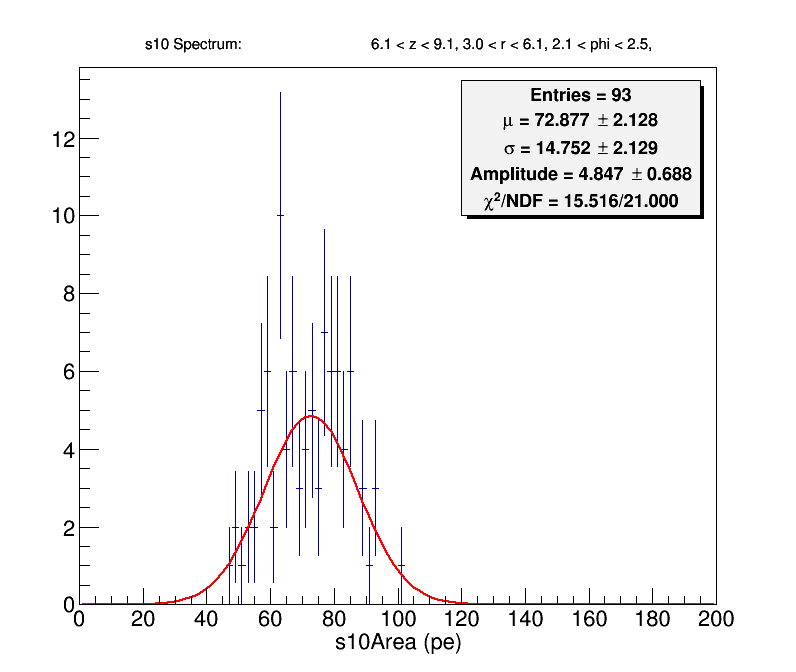 s10 Spectrum: 6.1 < z < 9.1, 3.0 < r < 6.1, 2.1 < phi < 2.5,
Entries = 93
μ = 72.877 ± 2.128
σ = 14.752 ± 2.129
Amplitude = 4.847 ± 0.688
χ²/NDF = 15.516/21.000
12
10
8
6
4
2
0
0 20 40 60 80 100 120 140 160 180 200
s10Area (pe)